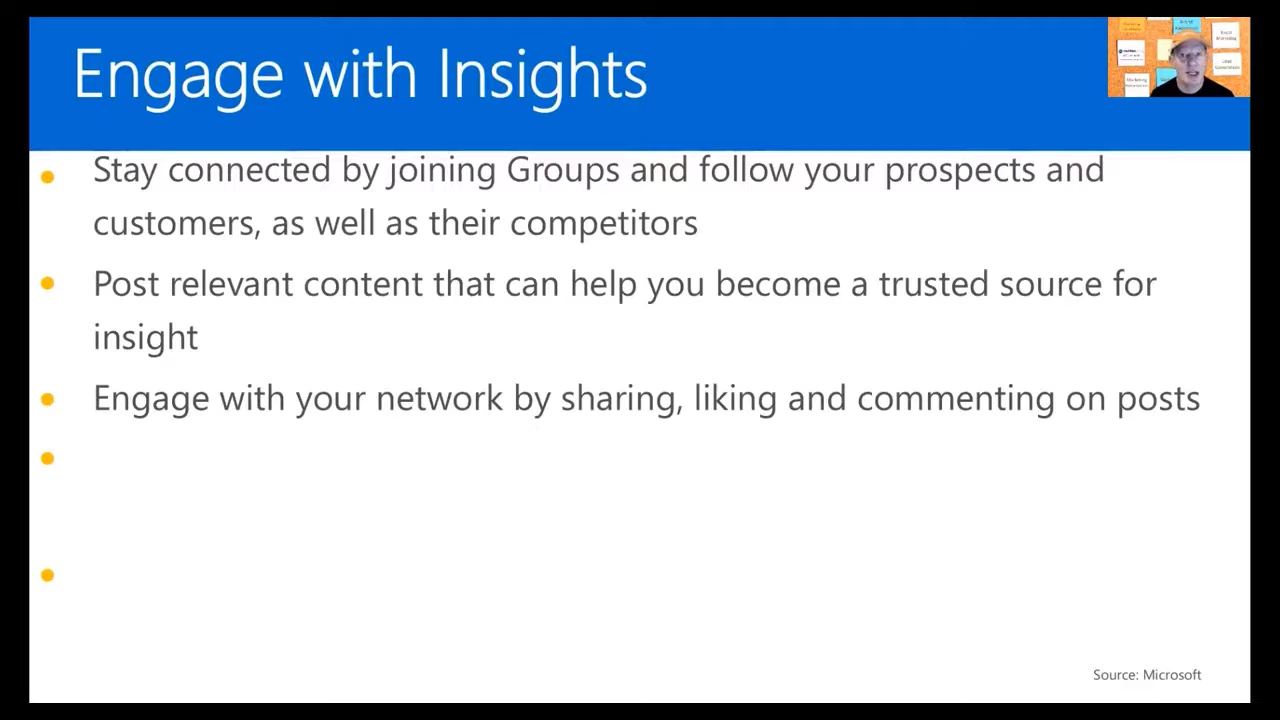 Engage with Insights
Stay connected by joining Groups and follow your prospects and
customers, as well as their competitors
Post relevant content that can help you become a trusted source for
insight
Engage with your network by sharing, liking and commenting on posts
Source: Microsoft